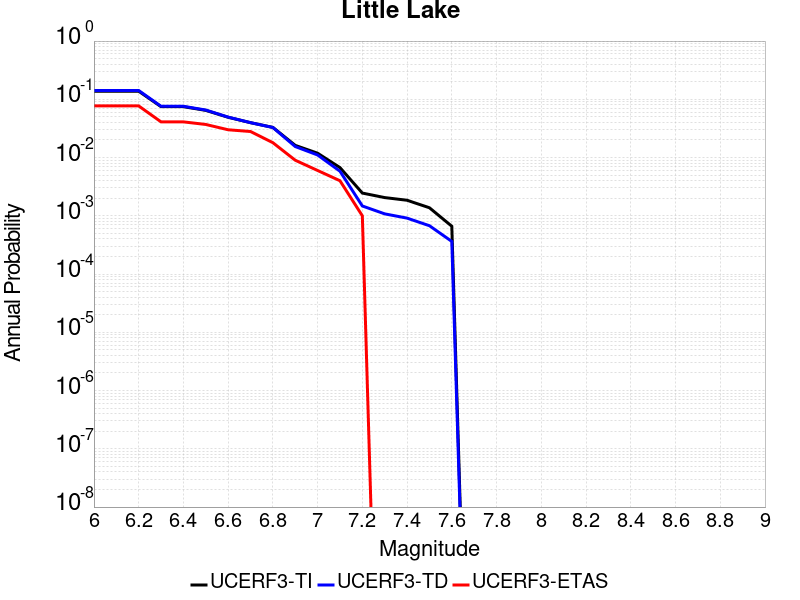 Little Lake
Annual Probability
10^0
10^-1
10^-2
10^-3
10^-4
10^-5
10^-6
10^-7
10^-8
6 6.2 6.4 6.6 6.8 7 7.2 7.4 7.6 7.8 8 8.2 8.4 8.6 8.8 9
Magnitude
UCERF3-TI UCERF3-TD UCERF3-ETAS